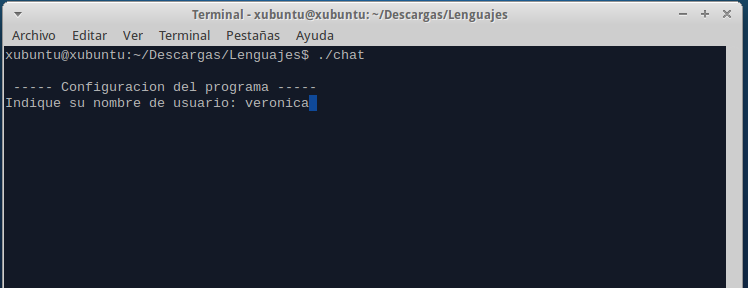 Terminal - xubuntu@xubuntu: ~/Descargas/Lenguajes
Archivo Editar Ver Terminal Pestañas Ayuda
xubuntu@xubuntu:~/Descargas/Lenguajes$ ./chat
----- Configuracion del programa -----
Indique su nombre de usuario: veronica